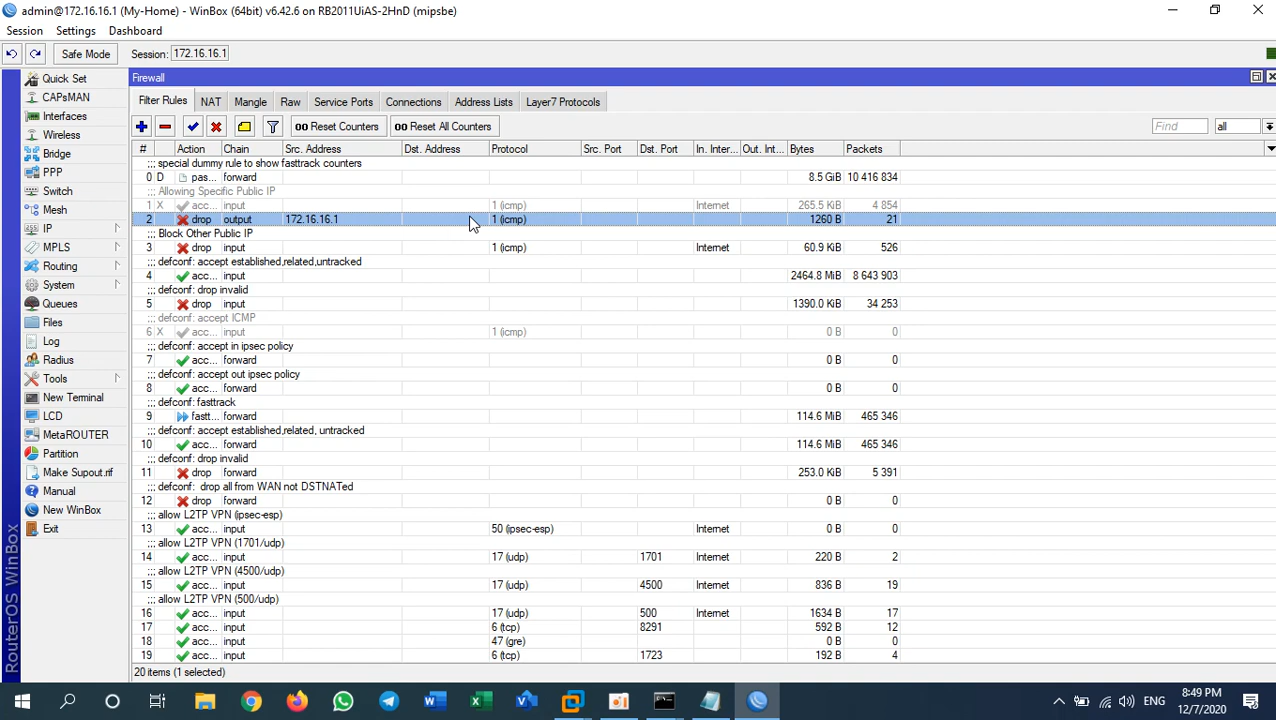 admin@172.16.16.1 (My-Home) - WinBox (64bit) v6.42.6 on RB2011UiAS-2HnD (mipsbe)
Session Settings Dashboard
Safe Mode Session: 172.16.16.1
Quick Set
CAPsMAN
Interfaces
Wireless
Bridge
PPP
Switch
Mesh
IP
MPLS
Routing
System
Queues
Files
Log
Radius
Tools
New Terminal
LCD
MetaROUTER
Partition
Make Supout.rif
Manual
New WinBox
Exit
RouterOS WinBox
Firewall
Filter Rules NAT Mangle Raw Service Ports Connections Address Lists Layer7 Protocols
00 Reset Counters 00 Reset All Counters Find all
# Action Chain Src. Address Dst. Address Protocol Src. Port Dst. Port In. Inter... Out. Int... Bytes Packets
;;; special dummy rule to show fasttrack counters
0 D pas... forward 8.5 GiB 10 416 834
;;; Allowing Specific Public IP
1 X acc... input 1 (icmp) Internet 265.5 KiB 4 854
2 drop output 172.16.16.1 1 (icmp) 1260 B 21
;;; Block Other Public IP
3 drop input 1 (icmp) Internet 60.9 KiB 526
;;; defconf: accept established,related,untracked
4 acc... input 2464.8 MiB 8 643 903
;;; defconf: drop invalid
5 drop input 1390.0 KiB 34 253
;;; defconf: accept ICMP
6 X acc... input 1 (icmp) 0 B 0
;;; defconf: accept in ipsec policy
7 acc... forward 0 B 0
;;; defconf: accept out ipsec policy
8 acc... forward 0 B 0
;;; defconf: fasttrack
9 fastt... forward 114.6 MiB 465 346
;;; defconf: accept established,related, untracked
10 acc... forward 114.6 MiB 465 346
;;; defconf: drop invalid
11 drop forward 253.0 KiB 5 391
;;; defconf:  drop all from WAN not DSTNATed
12 drop forward 0 B 0
;;; allow L2TP VPN (ipsec-esp)
13 acc... input 50 (ipsec-esp) Internet 0 B 0
;;; allow L2TP VPN (1701/udp)
14 acc... input 17 (udp) 1701 Internet 220 B 2
;;; allow L2TP VPN (4500/udp)
15 acc... input 17 (udp) 4500 Internet 836 B 19
;;; allow L2TP VPN (500/udp)
16 acc... input 17 (udp) 500 Internet 1634 B 17
17 acc... input 6 (tcp) 8291 592 B 12
18 acc... input 47 (gre) 0 B 0
19 acc... input 6 (tcp) 1723 192 B 4
20 items (1 selected)
ENG 8:49 PM
12/7/2020